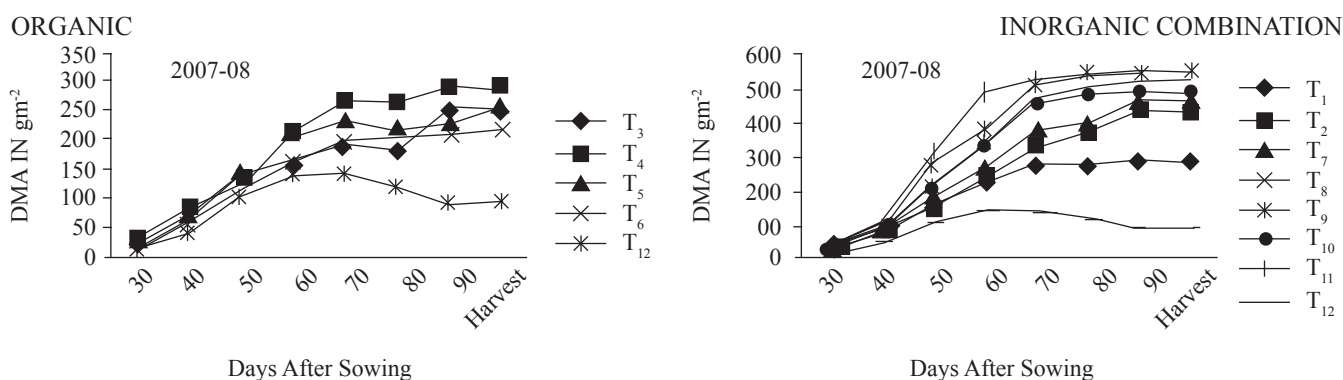 ORGANIC
INORGANIC COMBINATION
2007-08
DMA IN gm-2
350
300
250
200
150
100
50
0
30
40
50
60
70
80
90
Harvest
Days After Sowing
T3
T4
T5
T6
T12
2007-08
DMA IN gm-2
600
500
400
300
200
00
0
30
40
50
60
70
80
90
Harvest
Days After Sowing
T1
T2
T7
T8
T9
T10
T11
T12